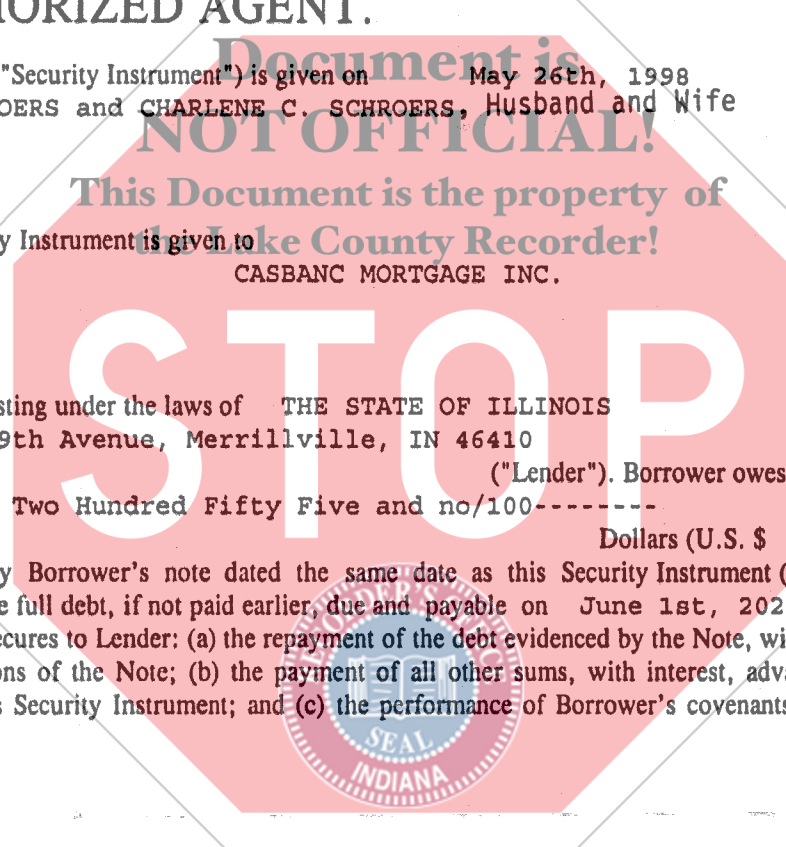 HORIZED AGENT.
Document is
"Security Instrument") is given on May 26th, 1998
OERS and CHARLENE C. SCHROERS, Husband and Wife
NOT OFFICIAL!
This Document is the property of
y Instrument is given to
the Lake County Recorder!
CASBANC MORTGAGE INC.
STOP
sting under the laws of THE STATE OF ILLINOIS
9th Avenue, Merrillville, IN 46410
("Lender"). Borrower owes
Two Hundred Fifty Five and no/100--------
Dollars (U.S. $
y Borrower's note dated the same date as this Security Instrument (
e full debt, if not paid earlier, due and payable on June 1st, 202
ecures to Lender: (a) the repayment of the debt evidenced by the Note, wi
ons of the Note; (b) the payment of all other sums, with interest, adv
s Security Instrument; and (c) the performance of Borrower's covenants
RECORDER'S OFFICE
SEAL
INDIANA